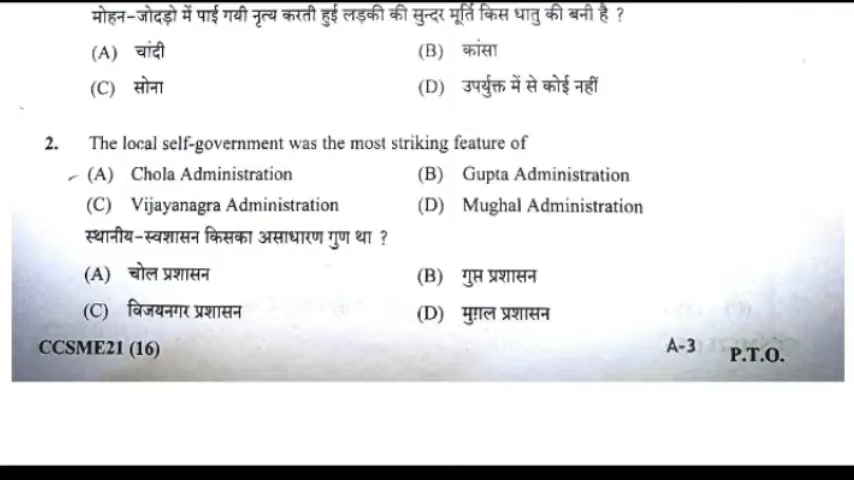 मोहन-जोदड़ो में पाई गयी नृत्य करती हुई लड़की की सुन्दर मूर्ति किस धातु की बनी है ?
(A) चांदी (B) कांसा
(C) सोना (D) उपर्युक्त में से कोई नहीं
2. The local self-government was the most striking feature of
(A) Chola Administration (B) Gupta Administration
(C) Vijayanagra Administration (D) Mughal Administration
स्थानीय-स्वशासन किसका असाधारण गुण था ?
(A) चोल प्रशासन (B) गुप्त प्रशासन
(C) विजयनगर प्रशासन (D) मुग़ल प्रशासन
CCSME21 (16) A-3 P.T.O.